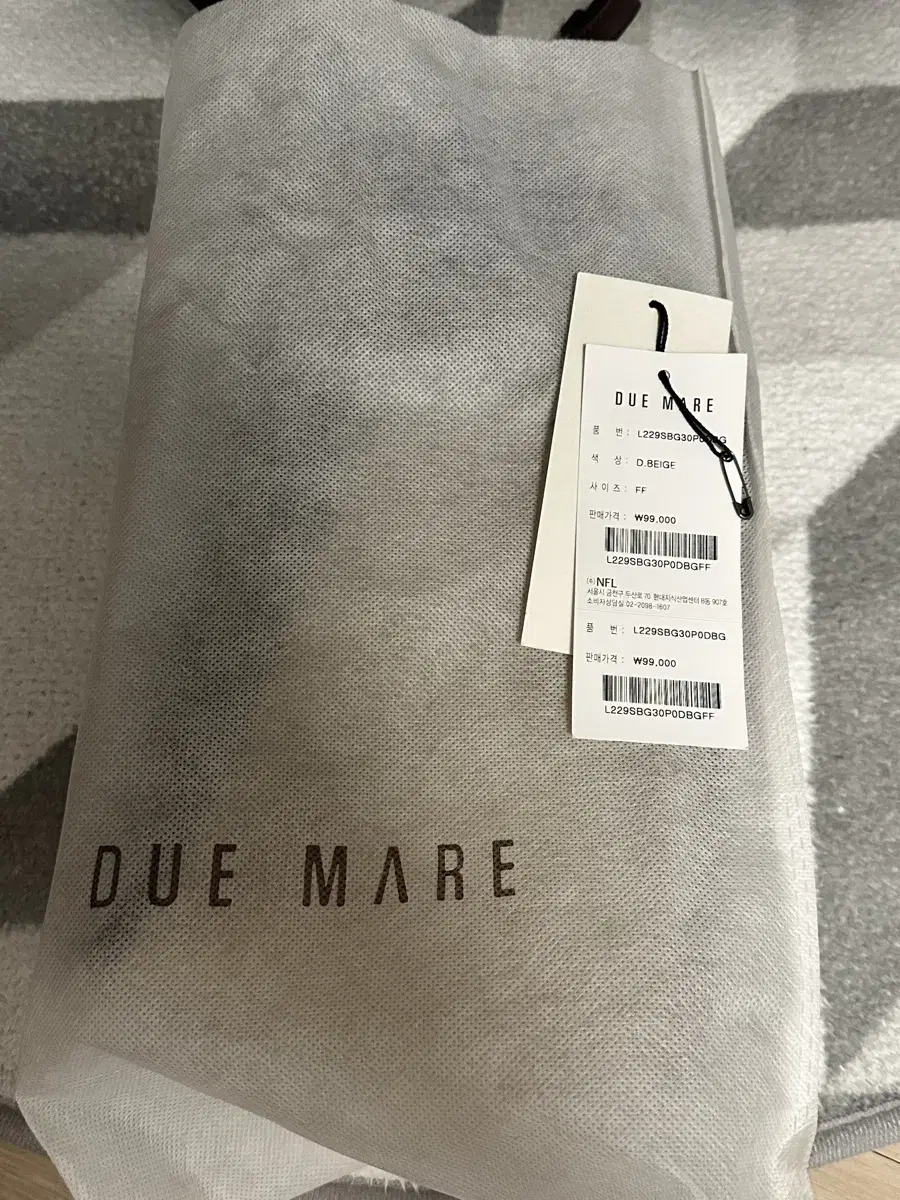 DUE MARE
품 번 : L229SBG30P0DBG
색 상 : D.BEIGE
사 이 즈 : FF
판매가격 : ₩99,000
L229SBG30P0DBGFF
(주)NFL
서울시 금천구 두산로 70 현대지식산업센터 B동 907호
소비자상담실 02-2098-1607
품 번 : L229SBG30P0DBG
판매가격 : ₩99,000
L229SBG30P0DBGFF
DUE MARE